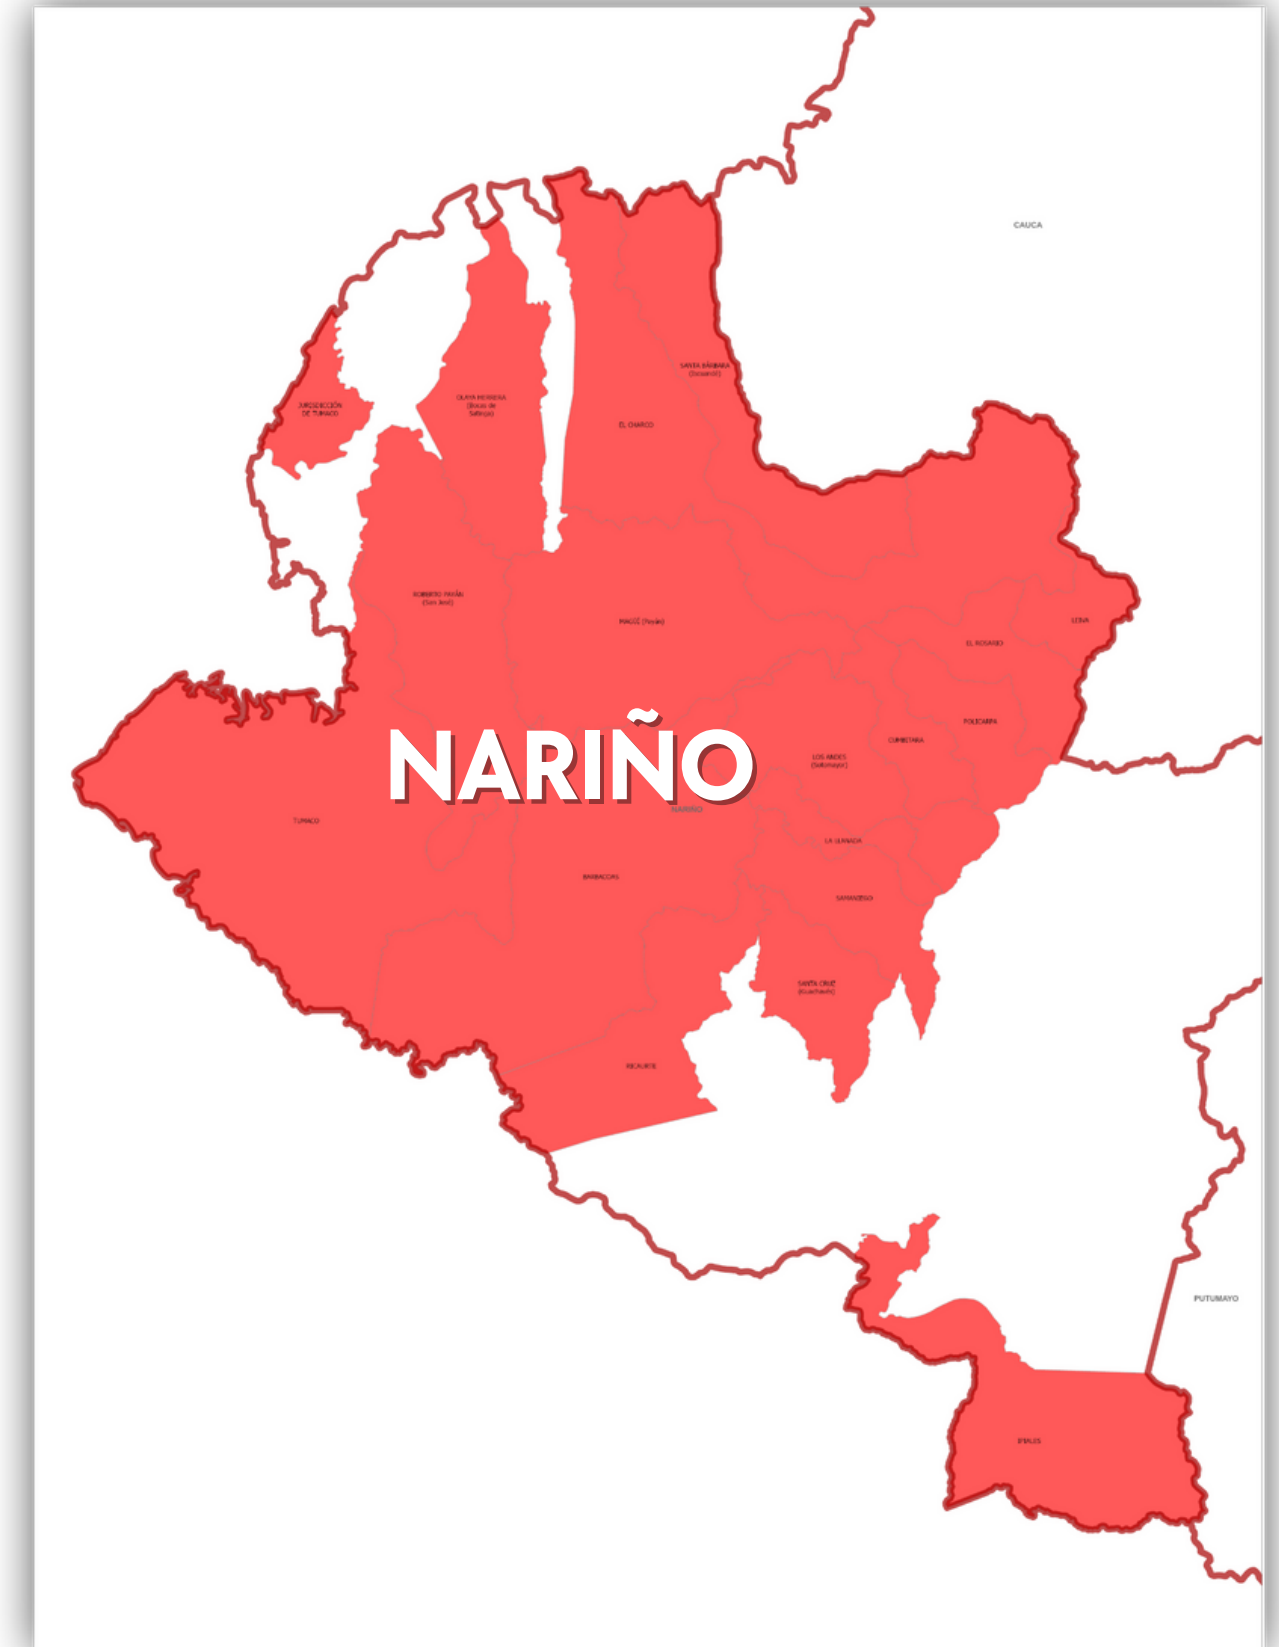 CAUCA
SANTA BÁRBARA
(Iscuandé)
OLAYA HERRERA
(Bocas de
Satinga)
JURISDICCIÓN
DE TUMACO
EL CHARCO
ROBERTO PAYÁN
(San José)
MAGÜÍ (Payán)
LEIVA
EL ROSARIO
POLICARPA
CUMBITARA
LOS ANDES
(Sotomayor)
NARIÑO
NARIÑO
TUMACO
LA LLANADA
BARBACOAS
SAMANIEGO
SANTA CRUZ
(Guachavés)
RICAURTE
PUTUMAYO
IPIALES